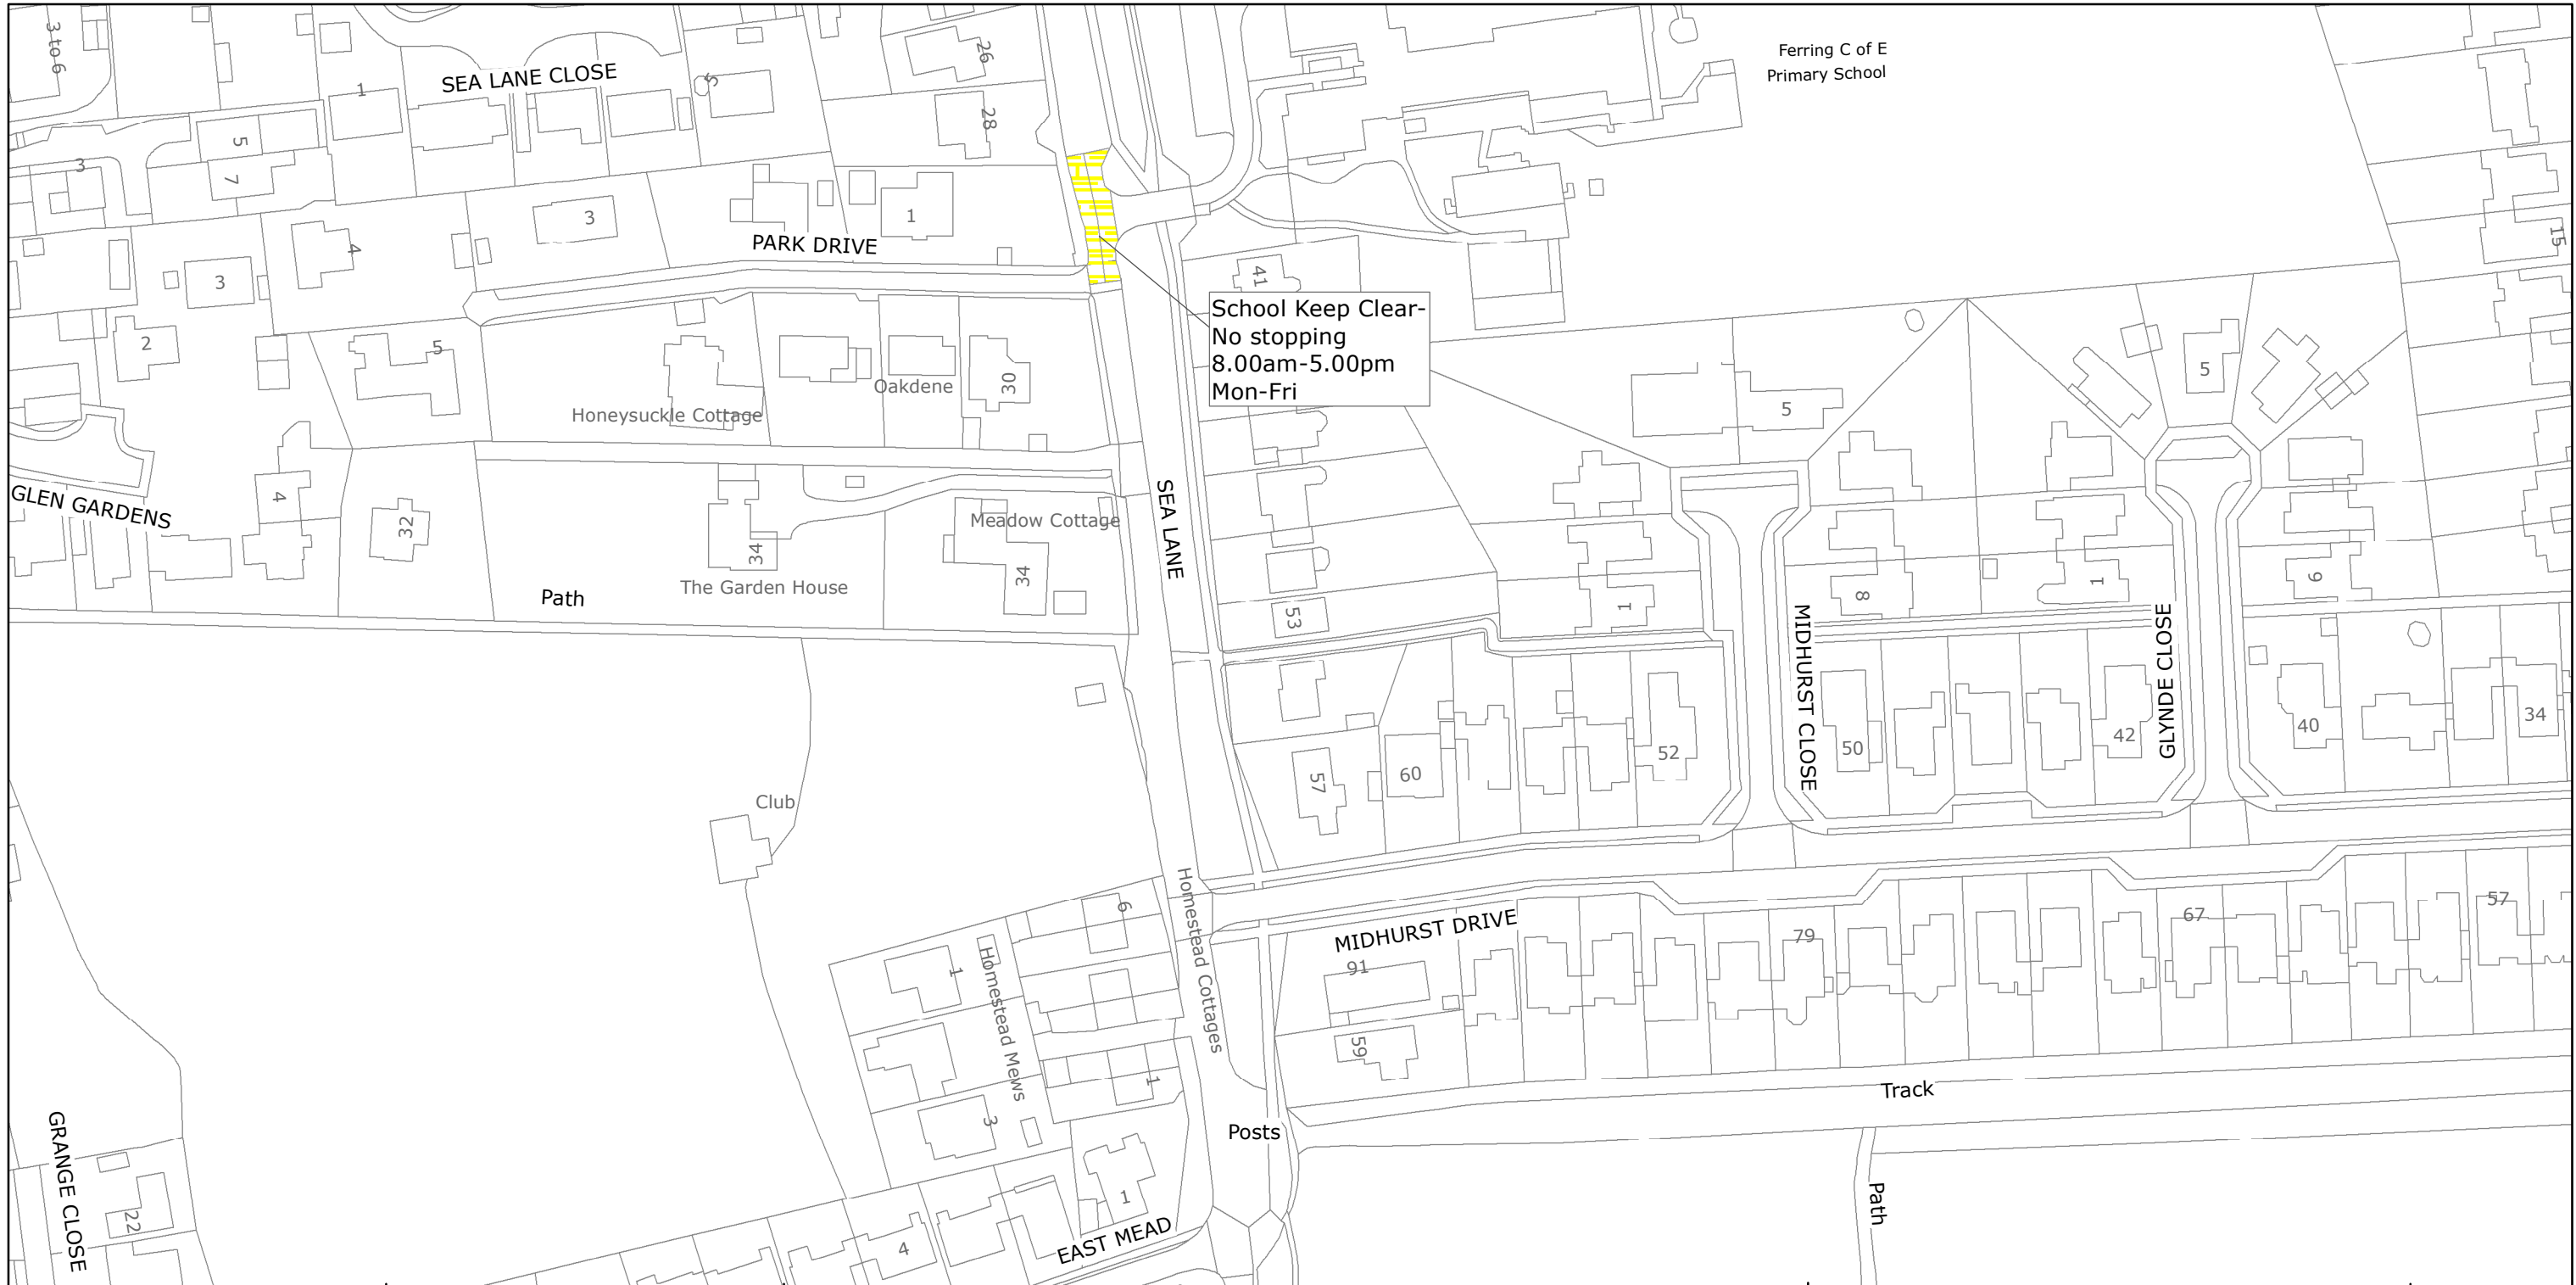 3 to 6
1
SEA LANE CLOSE
5
26
Ferring C of E
Primary School
28
5
7
3
3
1
PARK DRIVE
4
3
41
15
School Keep Clear-
No stopping
8.00am-5.00pm
Mon-Fri
2
5
Oakdene
30
Honeysuckle Cottage
5
5
GLEN GARDENS
4
32
34
Meadow Cottage
SEA LANE
34
The Garden House
Path
53
1
8
1
6
MIDHURST CLOSE
GLYNDE CLOSE
57
60
52
50
42
40
34
Club
Homestead Cottages
6
MIDHURST DRIVE
91
79
67
57
1
Homestead Mews
59
1
3
Track
Posts
GRANGE CLOSE
22
1
Path
4
EAST MEAD